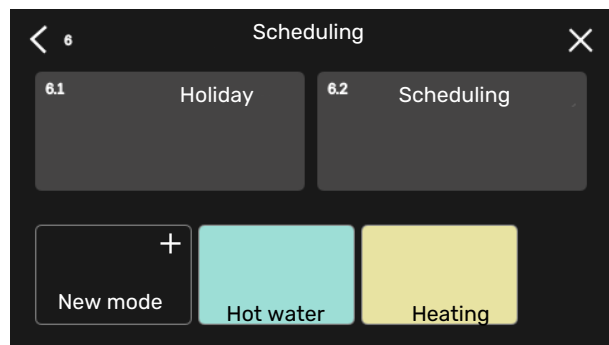 6
Scheduling
6.1
Holiday
6.2
Scheduling
New mode
Hot water
Heating